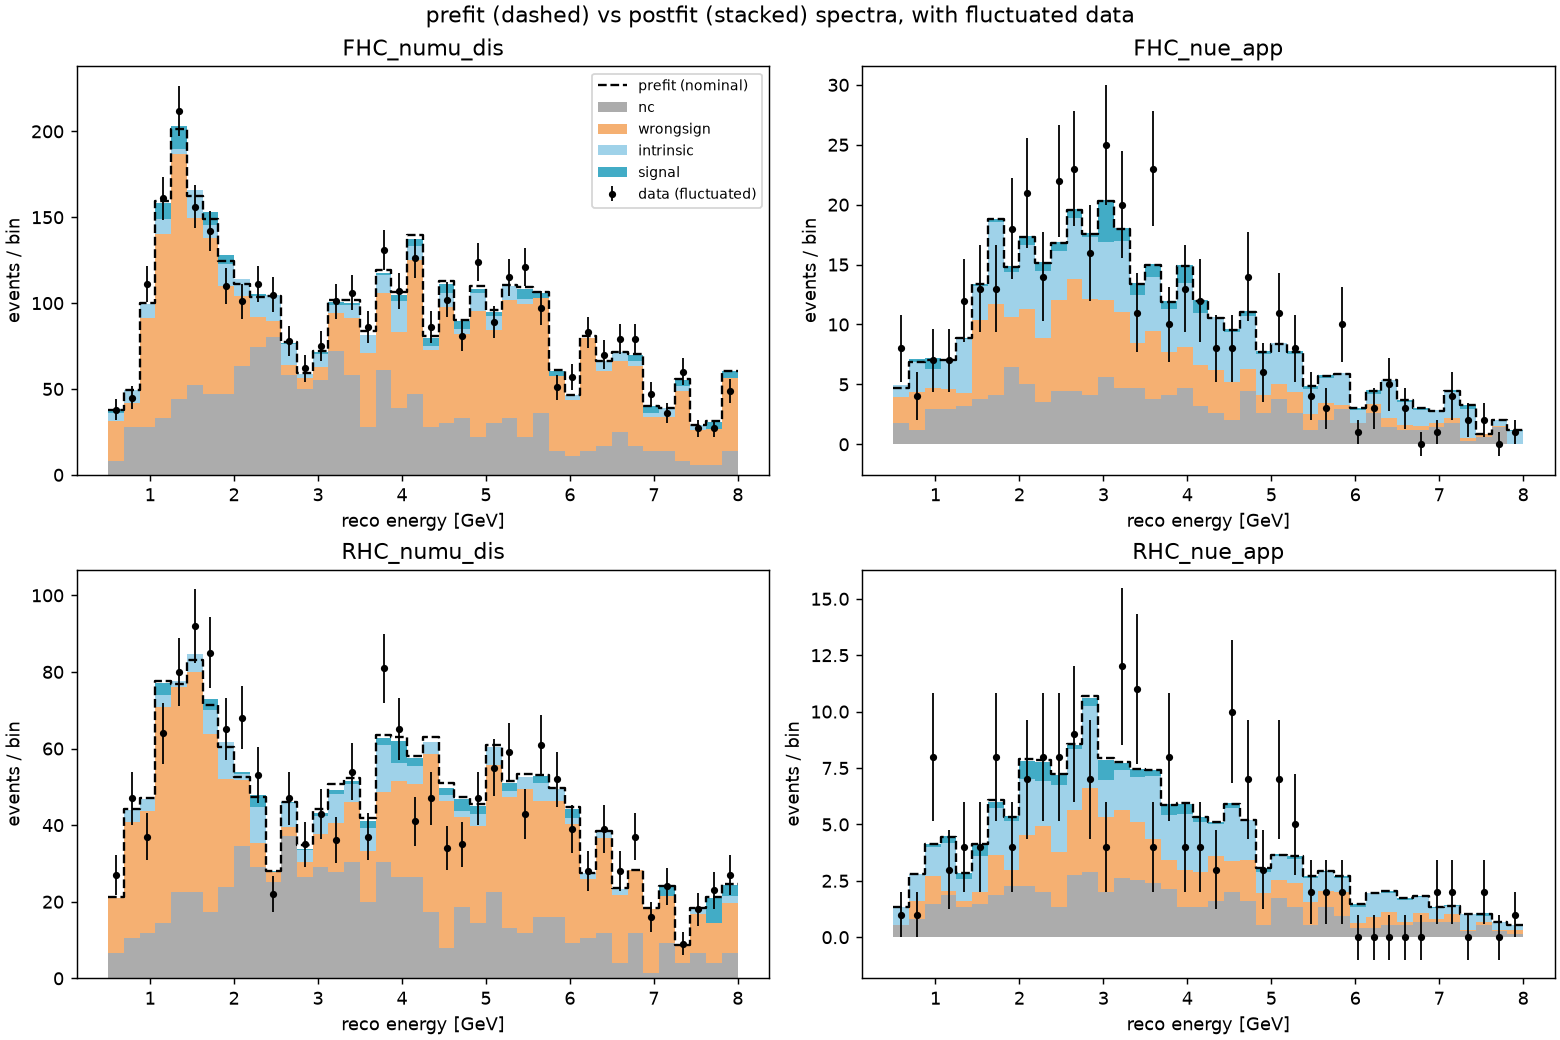 prefit (dashed) vs postfit (stacked) spectra, with fluctuated data
FHC_numu_dis
events / bin
200
150
100
50
0
1 2 3 4 5 6 7 8
reco energy [GeV]
prefit (nominal)
nc
wrongsign
intrinsic
signal
data (fluctuated)
FHC_nue_app
events / bin
30
25
20
15
10
5
0
1 2 3 4 5 6 7 8
reco energy [GeV]
RHC_numu_dis
events / bin
100
80
60
40
20
0
1 2 3 4 5 6 7 8
reco energy [GeV]
RHC_nue_app
events / bin
15.0
12.5
10.0
7.5
5.0
2.5
0.0
1 2 3 4 5 6 7 8
reco energy [GeV]